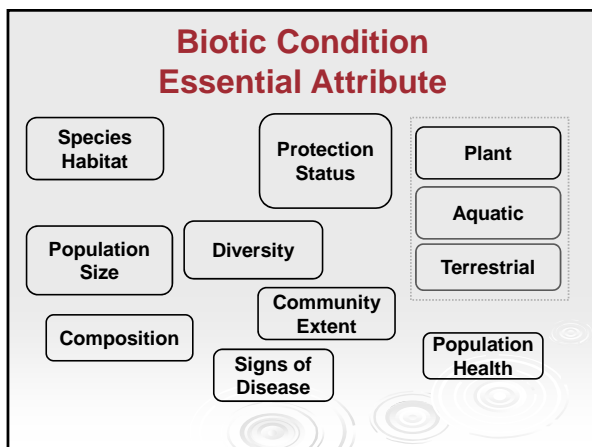 Biotic Condition
Essential Attribute
Species
Habitat
Protection
Status
Plant
Aquatic
Terrestrial
Population
Size
Diversity
Community
Extent
Composition
Signs of
Disease
Population
Health